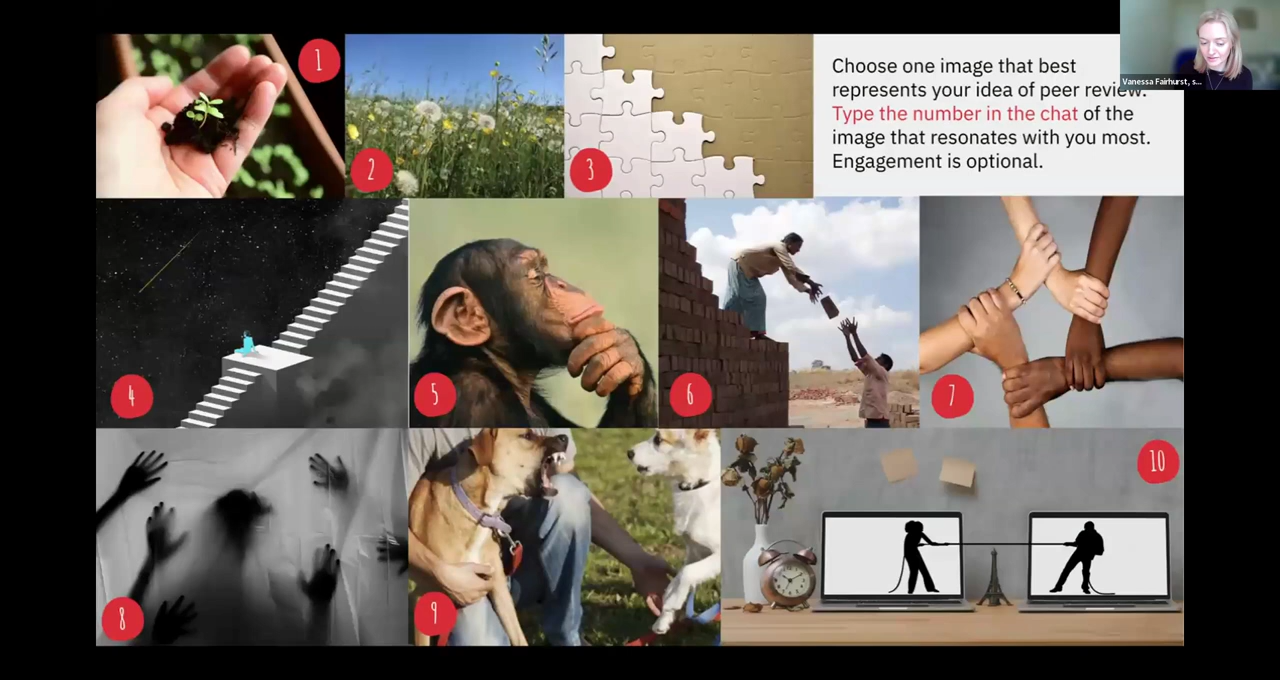 Vanessa Fairhurst, s...
1
2
3
Choose one image that best
represents your idea of peer review.
Type the number in the chat of the
image that resonates with you most.
Engagement is optional.
4
5
6
7
8
9
10